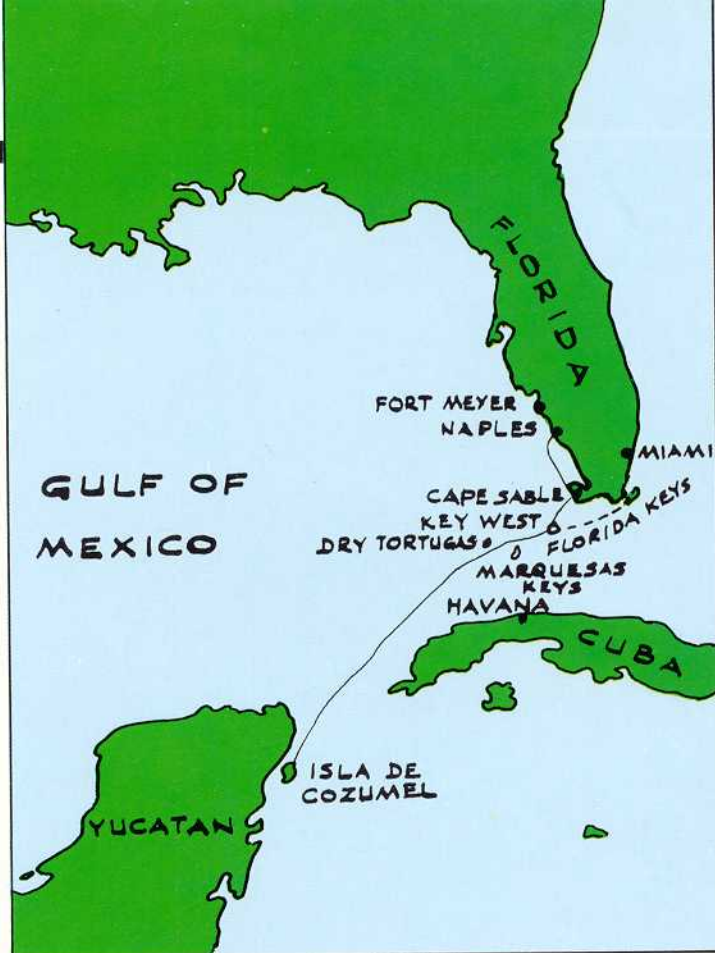 FLORIDA
FORT MEYER
NAPLES
MIAMI
GULF OF
MEXICO
CAPE SABLE
KEY WEST
FLORIDA KEYS
DRY TORTUGAS
MARQUESAS
KEYS
HAVANA
CUBA
ISLA DE
COZUMEL
YUCATAN